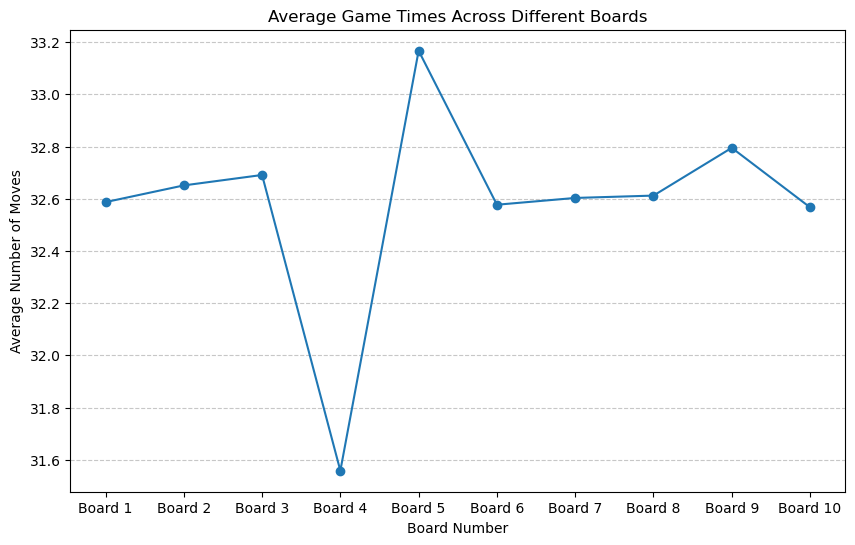 Average Game Times Across Different Boards
Average Number of Moves
33.2
33.0
32.8
32.6
32.4
32.2
32.0
31.8
31.6
Board 1 Board 2 Board 3 Board 4 Board 5 Board 6 Board 7 Board 8 Board 9 Board 10
Board Number